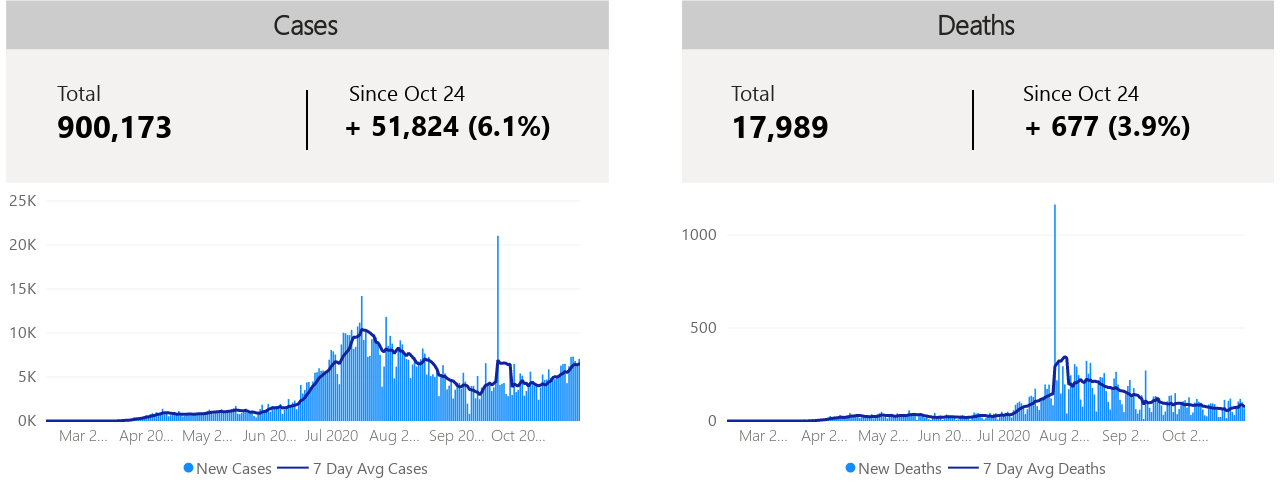 Cases
Total
Since Oct 24
900,173
+ 51,824 (6.1%)
25K
20K
15K
10K
5K
0K
Mar 2... Apr 20... May 2... Jun 20... Jul 2020 Aug 2... Sep 20... Oct 20...
New Cases 7 Day Avg Cases
Deaths
Total
Since Oct 24
17,989
+ 677 (3.9%)
1000
500
0
Mar 2... Apr 2... May 2... Jun 20... Jul 2020 Aug 2... Sep 2... Oct 2...
New Deaths 7 Day Avg Deaths